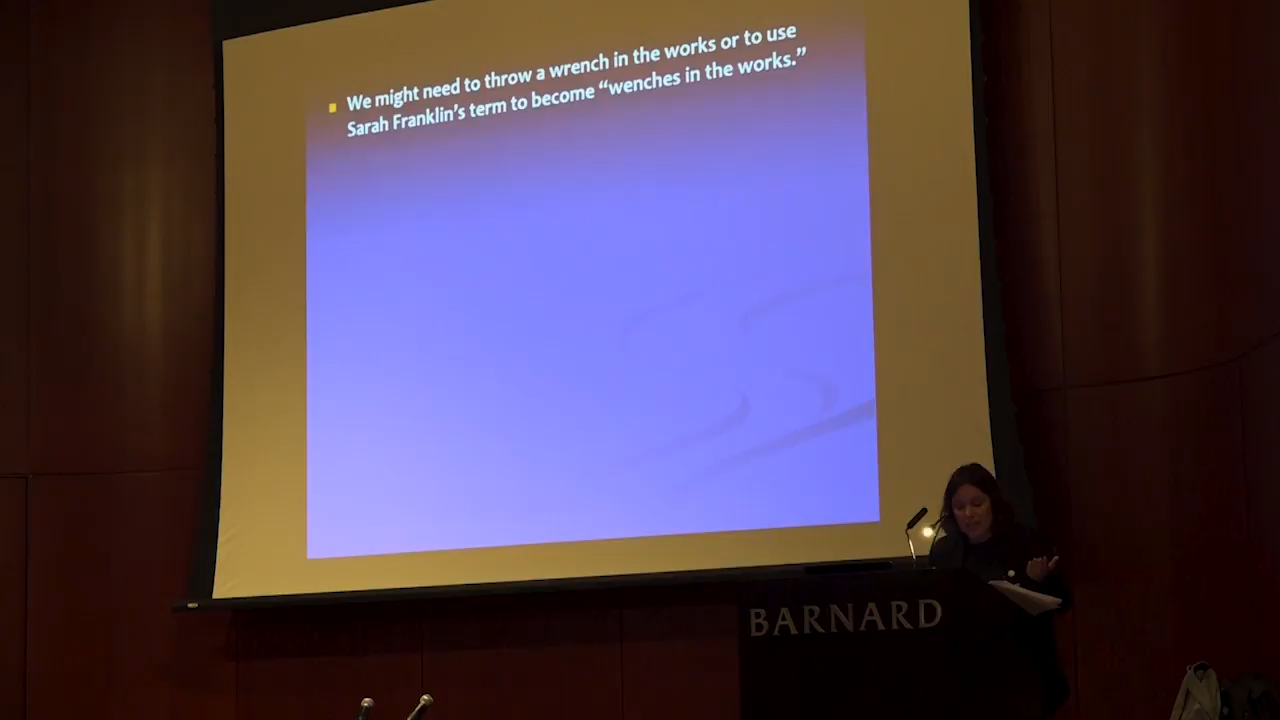 We might need to throw a wrench in the works or to use
Sarah Franklin’s term to become “wenches in the works.”
BARNARD